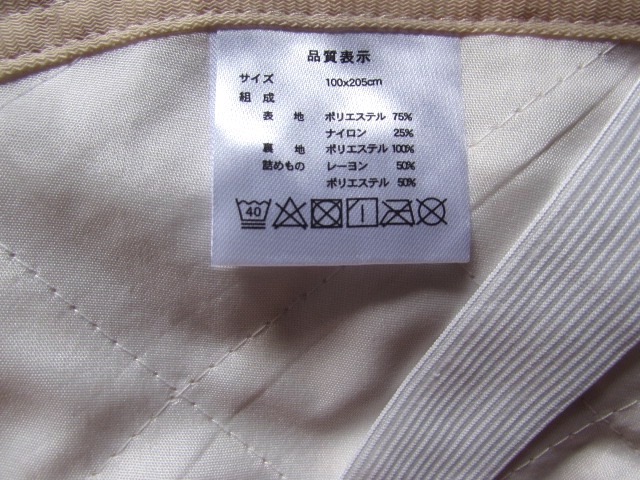 品質表示
サイズ 100x205cm
組成
表 地 ポリエステル 75%
ナイロン 25%
裏 地 ポリエステル 100%
詰めもの レーヨン 50%
ポリエステル 50%
40